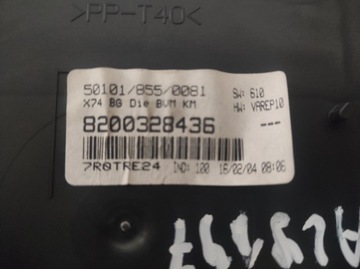 >PP-T40<
50101/855/0081
SW: 610
X74 BG Die BVM KM
HW: VAREP10
8200328436
---
7R0TRE24
IND: 120 16/02/04 08:06